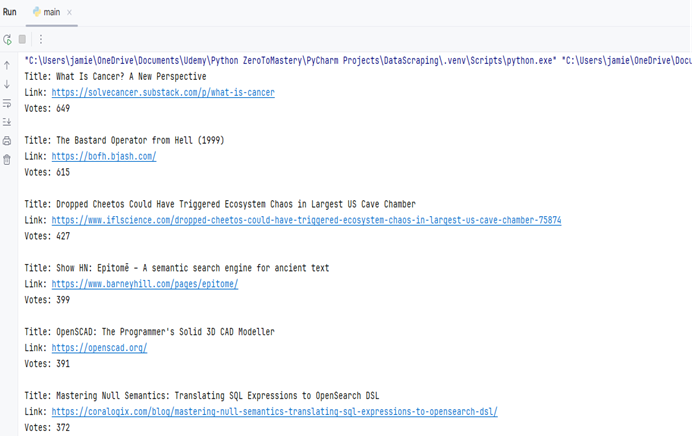 Run main
"C:\Users\jamie\OneDrive\Documents\Udemy\Python ZeroToMastery\PyCharm Projects\DataScraping\.venv\Scripts\python.exe" "C:\Users\jamie\OneDrive\Docu
Title: What Is Cancer? A New Perspective
Link: https://solvecancer.substack.com/p/what-is-cancer
Votes: 649
Title: The Bastard Operator from Hell (1999)
Link: https://bofh.bjash.com/
Votes: 615
Title: Dropped Cheetos Could Have Triggered Ecosystem Chaos in Largest US Cave Chamber
Link: https://www.iflscience.com/dropped-cheetos-could-have-triggered-ecosystem-chaos-in-largest-us-cave-chamber-75874
Votes: 427
Title: Show HN: Epitomē – A semantic search engine for ancient text
Link: https://www.barneyhill.com/pages/epitome/
Votes: 399
Title: OpenSCAD: The Programmer's Solid 3D CAD Modeller
Link: https://openscad.org/
Votes: 391
Title: Mastering Null Semantics: Translating SQL Expressions to OpenSearch DSL
Link: https://coralogix.com/blog/mastering-null-semantics-translating-sql-expressions-to-opensearch-dsl/
Votes: 372